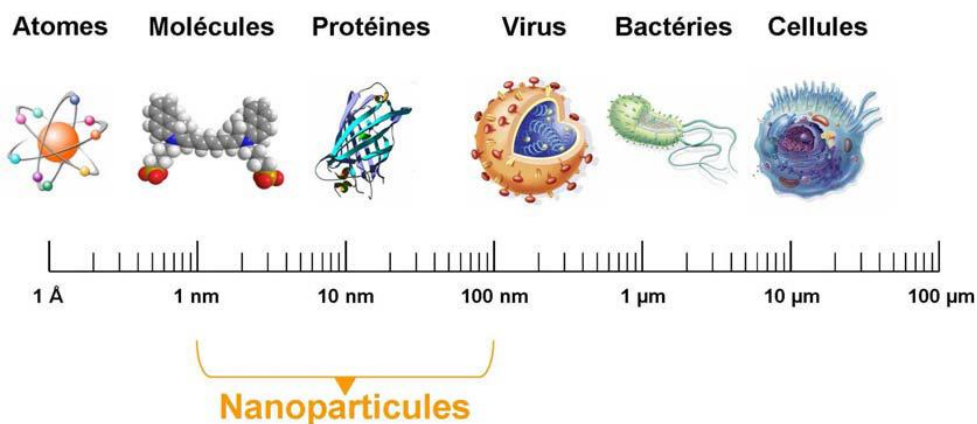 Atomes Molécules Protéines Virus Bactéries Cellules
1 Å 1 nm 10 nm 100 nm 1 µm 10 µm 100 µm
Nanoparticules